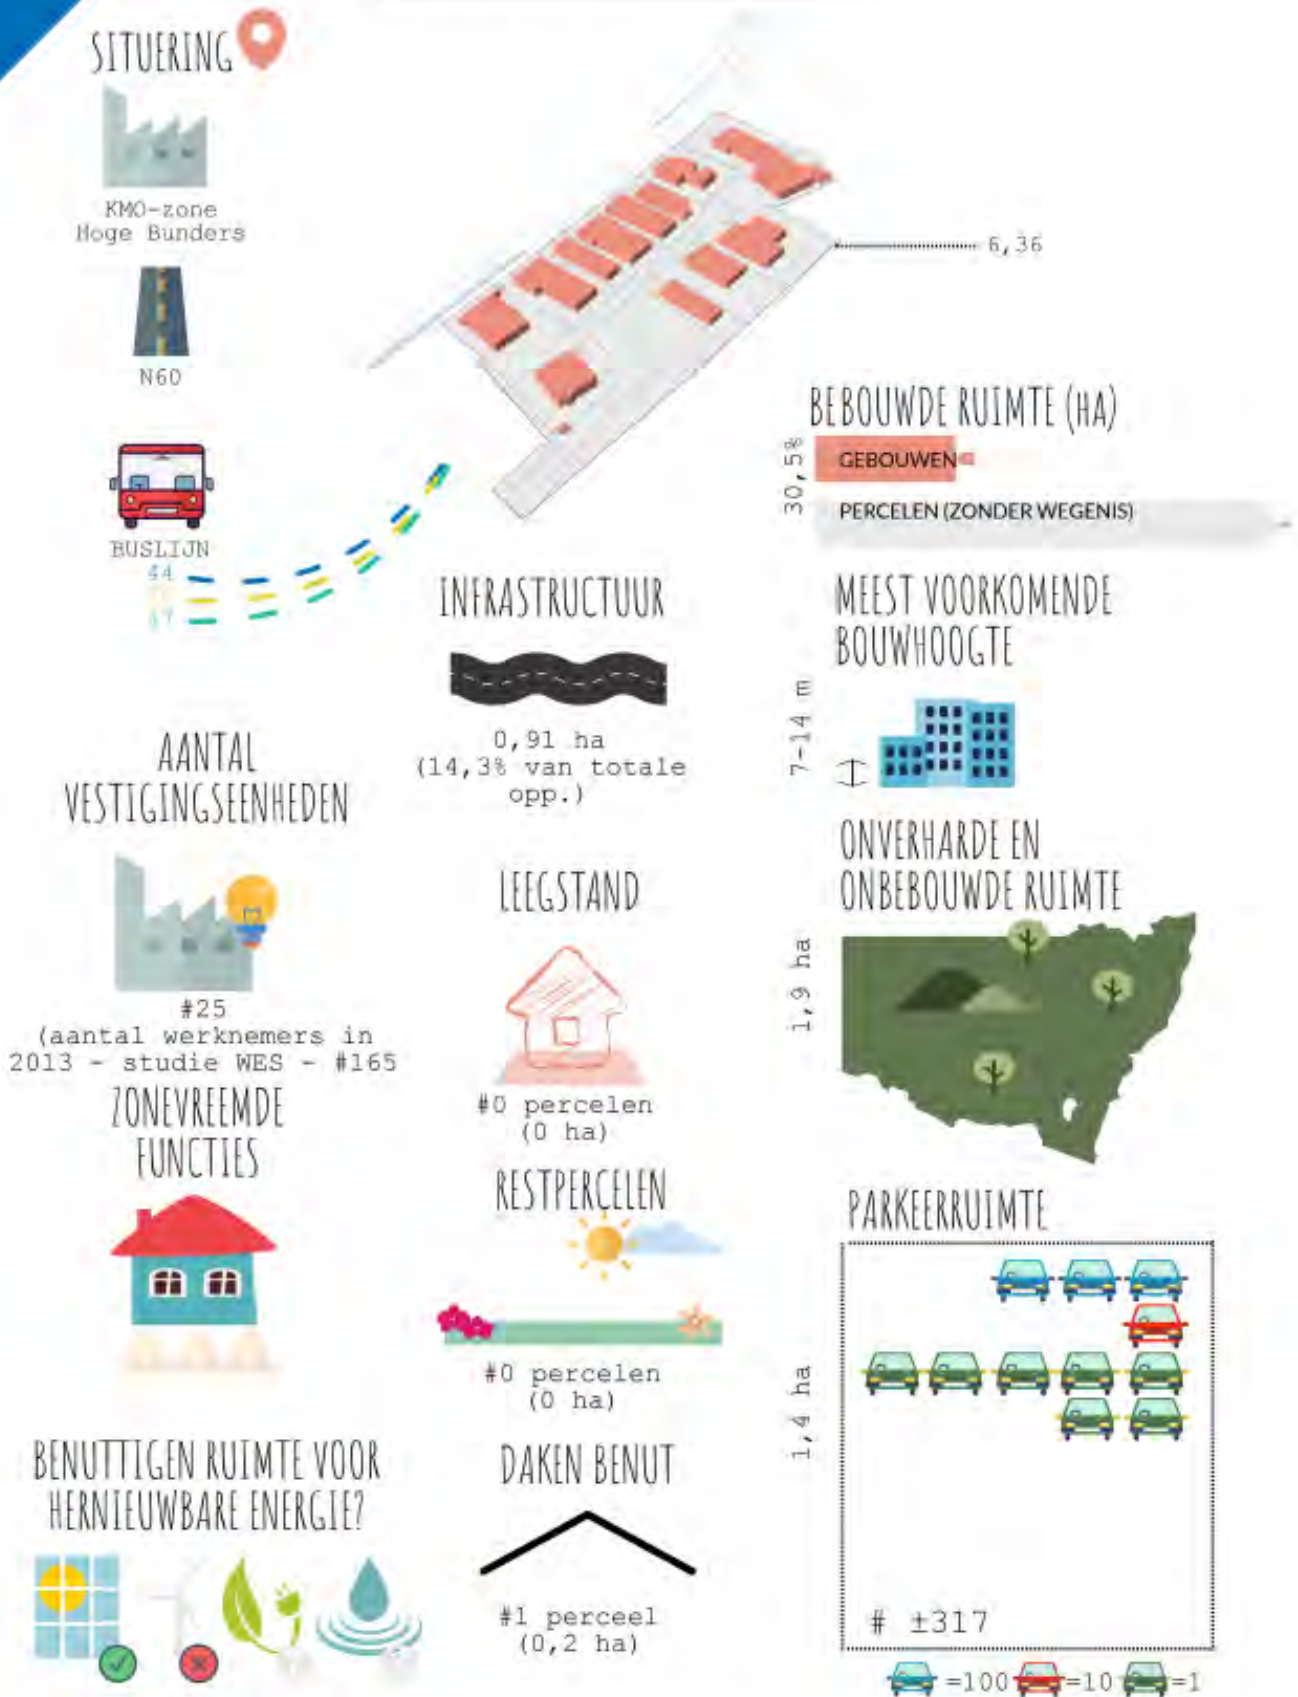 SITUERING
KMO-zone
Hoge Bunders
N60
BUSLIJN
44
47
6,36
BEBOUWDE RUIMTE (HA)
30,5%
GEBOUWEN
PERCELEN (ZONDER WEGENIS)
INFRASTRUCTUUR
0,91 ha
(14,3% van totale
opp.)
MEEST VOORKOMENDE
BOUWHOOGTE
7-14 m
AANTAL
VESTIGINGSEENHEDEN
#25
(aantal werknemers in
2013 - studie WES - #165
LEEGSTAND
#0 percelen
(0 ha)
ONVERHARDE EN
ONBEBOUWDE RUIMTE
1,9 ha
ZONEVREEMDE
FUNCTIES
RESTPERCELEN
#0 percelen
(0 ha)
PARKEERRUIMTE
1,4 ha
# ±317
=100 =10 =1
BENUTTIGEN RUIMTE VOOR
HERNIEUWBARE ENERGIE?
DAKEN BENUT
#1 perceel
(0,2 ha)